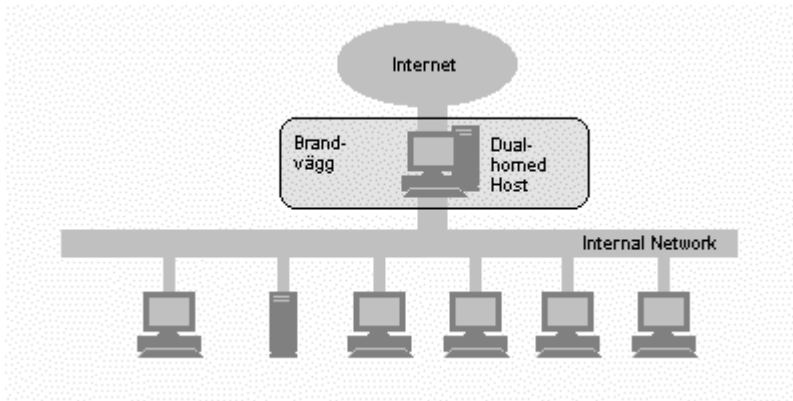 Internet
Brand-
vägg
Dual-
homed
Host
Internal Network